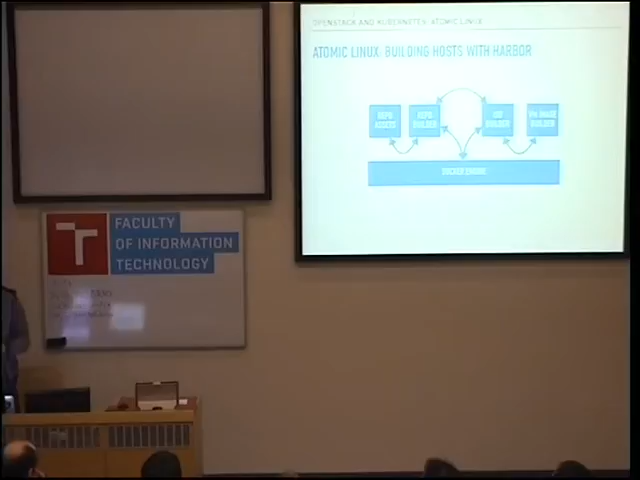 OPENSTACK AND KUBERNETES: ATOMIC LINUX
ATOMIC LINUX: BUILDING HOSTS WITH HARBOR
REPO ASSETS
REPO BUILDER
BUILDER
VM IMAGE BUILDER
DOCKER ENGINE
FACULTY
OF INFORMATION
TECHNOLOGY